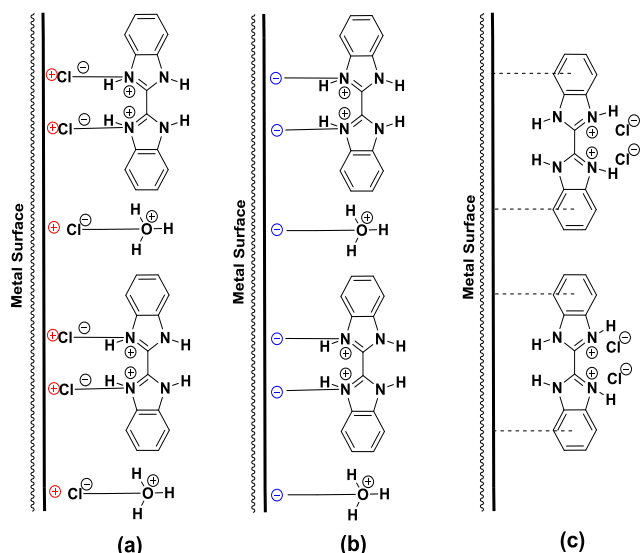 Metal Surface
⊕Cl⊖ H N⊕ N H
⊕Cl⊖ H N⊕ N H
H
⊕ Cl⊖ O⊕ H
H
⊕Cl⊖ H N⊕ N H
⊕Cl⊖ H N⊕ N H
H
⊕ Cl⊖ O⊕ H
H
(a)
Metal Surface
⊖ H N⊕ N H
⊖ H N⊕ N H
H
⊖ O⊕ H
H
⊖ H N⊕ N H
⊖ H N⊕ N H
H
⊖ O⊕ H
H
(b)
Metal Surface
H N N⊕ H Cl⊖
H N N⊕ H Cl⊖
H N N⊕ H Cl⊖
H N N⊕ H Cl⊖
(c)